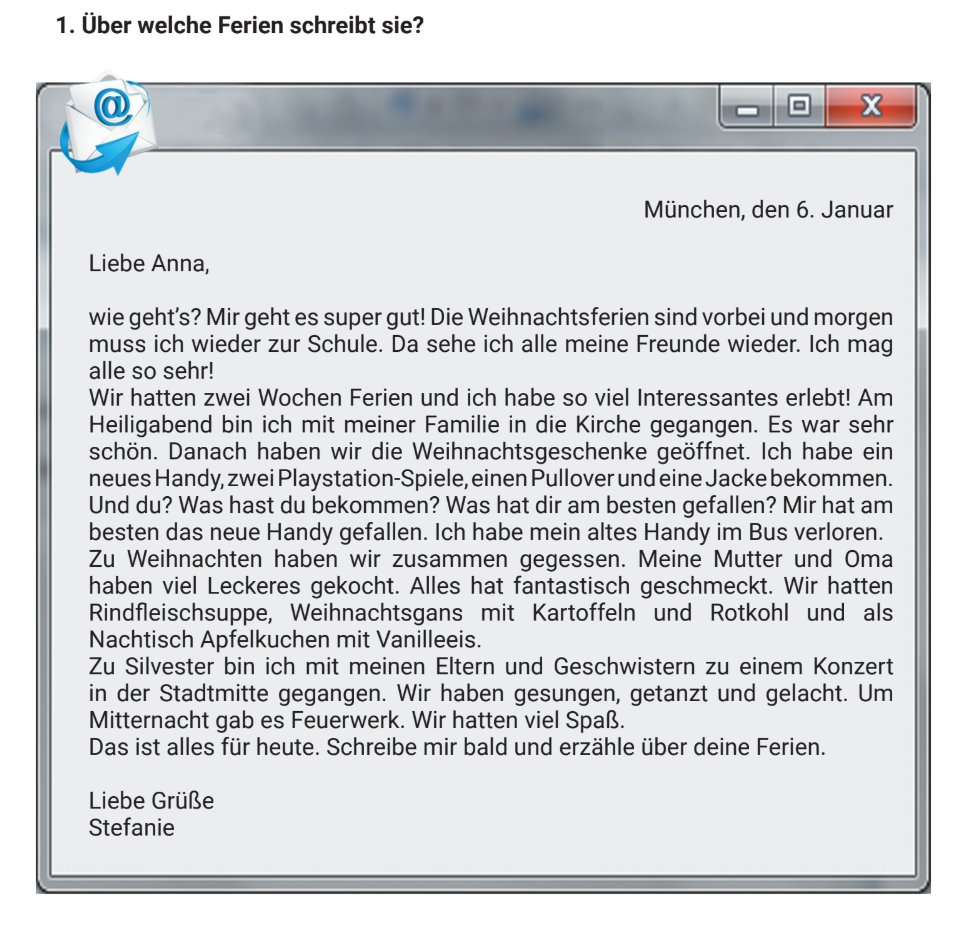 1. Über welche Ferien schreibt sie?
@
X
München, den 6. Januar
Liebe Anna,
wie geht's? Mir geht es super gut! Die Weihnachtsferien sind vorbei und morgen
muss ich wieder zur Schule. Da sehe ich alle meine Freunde wieder. Ich mag
alle so sehr!
Wir hatten zwei Wochen Ferien und ich habe so viel Interessantes erlebt! Am
Heiligabend bin ich mit meiner Familie in die Kirche gegangen. Es war sehr
schön. Danach haben wir die Weihnachtsgeschenke geöffnet. Ich habe ein
neues Handy, zwei Playstation-Spiele, einen Pullover und eine Jacke bekommen.
Und du? Was hast du bekommen? Was hat dir am besten gefallen? Mir hat am
besten das neue Handy gefallen. Ich habe mein altes Handy im Bus verloren.
Zu Weihnachten haben wir zusammen gegessen. Meine Mutter und Oma
haben viel Leckeres gekocht. Alles hat fantastisch geschmeckt. Wir hatten
Rindfleischsuppe, Weihnachtsgans mit Kartoffeln und Rotkohl und als
Nachtisch Apfelkuchen mit Vanilleeis.
Zu Silvester bin ich mit meinen Eltern und Geschwistern zu einem Konzert
in der Stadtmitte gegangen. Wir haben gesungen, getanzt und gelacht. Um
Mitternacht gab es Feuerwerk. Wir hatten viel Spaß.
Das ist alles für heute. Schreibe mir bald und erzähle über deine Ferien.
Liebe Grüße
Stefanie